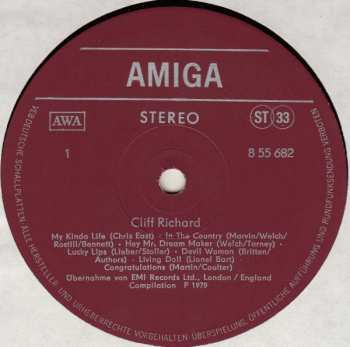 AMIGA
AWA
STEREO
ST 33
1
8 55 682
Cliff Richard
My Kinda Life (Chris East) · In The Country (Marvin/Welch/
Rostill/Bennett) · Hey Mr. Dream Maker (Welch/Tarney)
Lucky Lips (Lieber/Stoller) · Devil Woman (Britten/
Authors) · Living Doll (Lionel Bart)
Congratulations (Martin/Coulter)
Übernahme von EMI Records Ltd., London / England
Compilation P 1979
VEB DEUTSCHE SCHALLPLATTEN ALLE HERSTELLER- UND URHEBERRECHTE VORBEHALTEN · ÜBERSPIELUNG, ÖFFENTLICHE AUFFÜHRUNG UND RUNDFUNKSENDUNG VERBOTEN